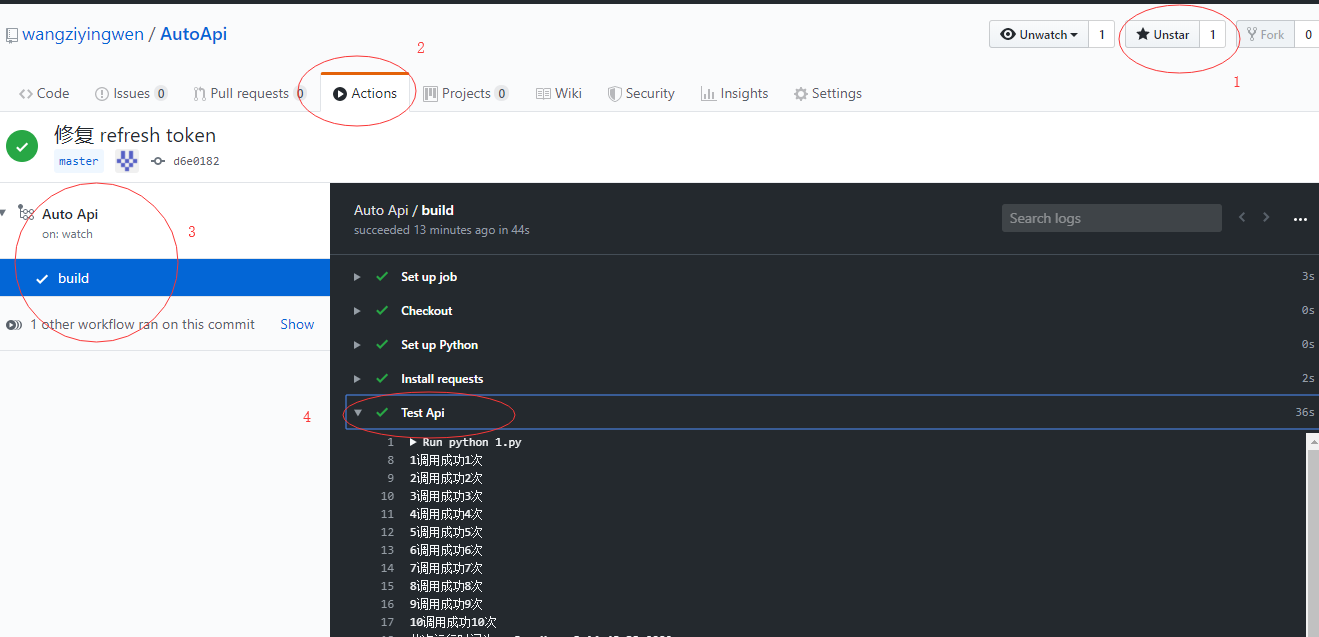 wangziyingwen / AutoApi
Unwatch 1
Unstar 1
Fork 0
2
1
Code
Issues 0
Pull requests 0
Actions
Projects 0
Wiki
Security
Insights
Settings
修复 refresh token
master
d6e0182
Auto Api
on: watch
3
build
1 other workflow ran on this commit Show
4
Auto Api / build
succeeded 13 minutes ago in 44s
Search logs
Set up job 3s
Checkout 0s
Set up Python 0s
Install requests 2s
Test Api 36s
1 Run python 1.py
8 1调用成功1次
9 2调用成功2次
10 3调用成功3次
11 4调用成功4次
12 5调用成功5次
13 6调用成功6次
14 7调用成功7次
15 8调用成功8次
16 9调用成功9次
17 10调用成功10次